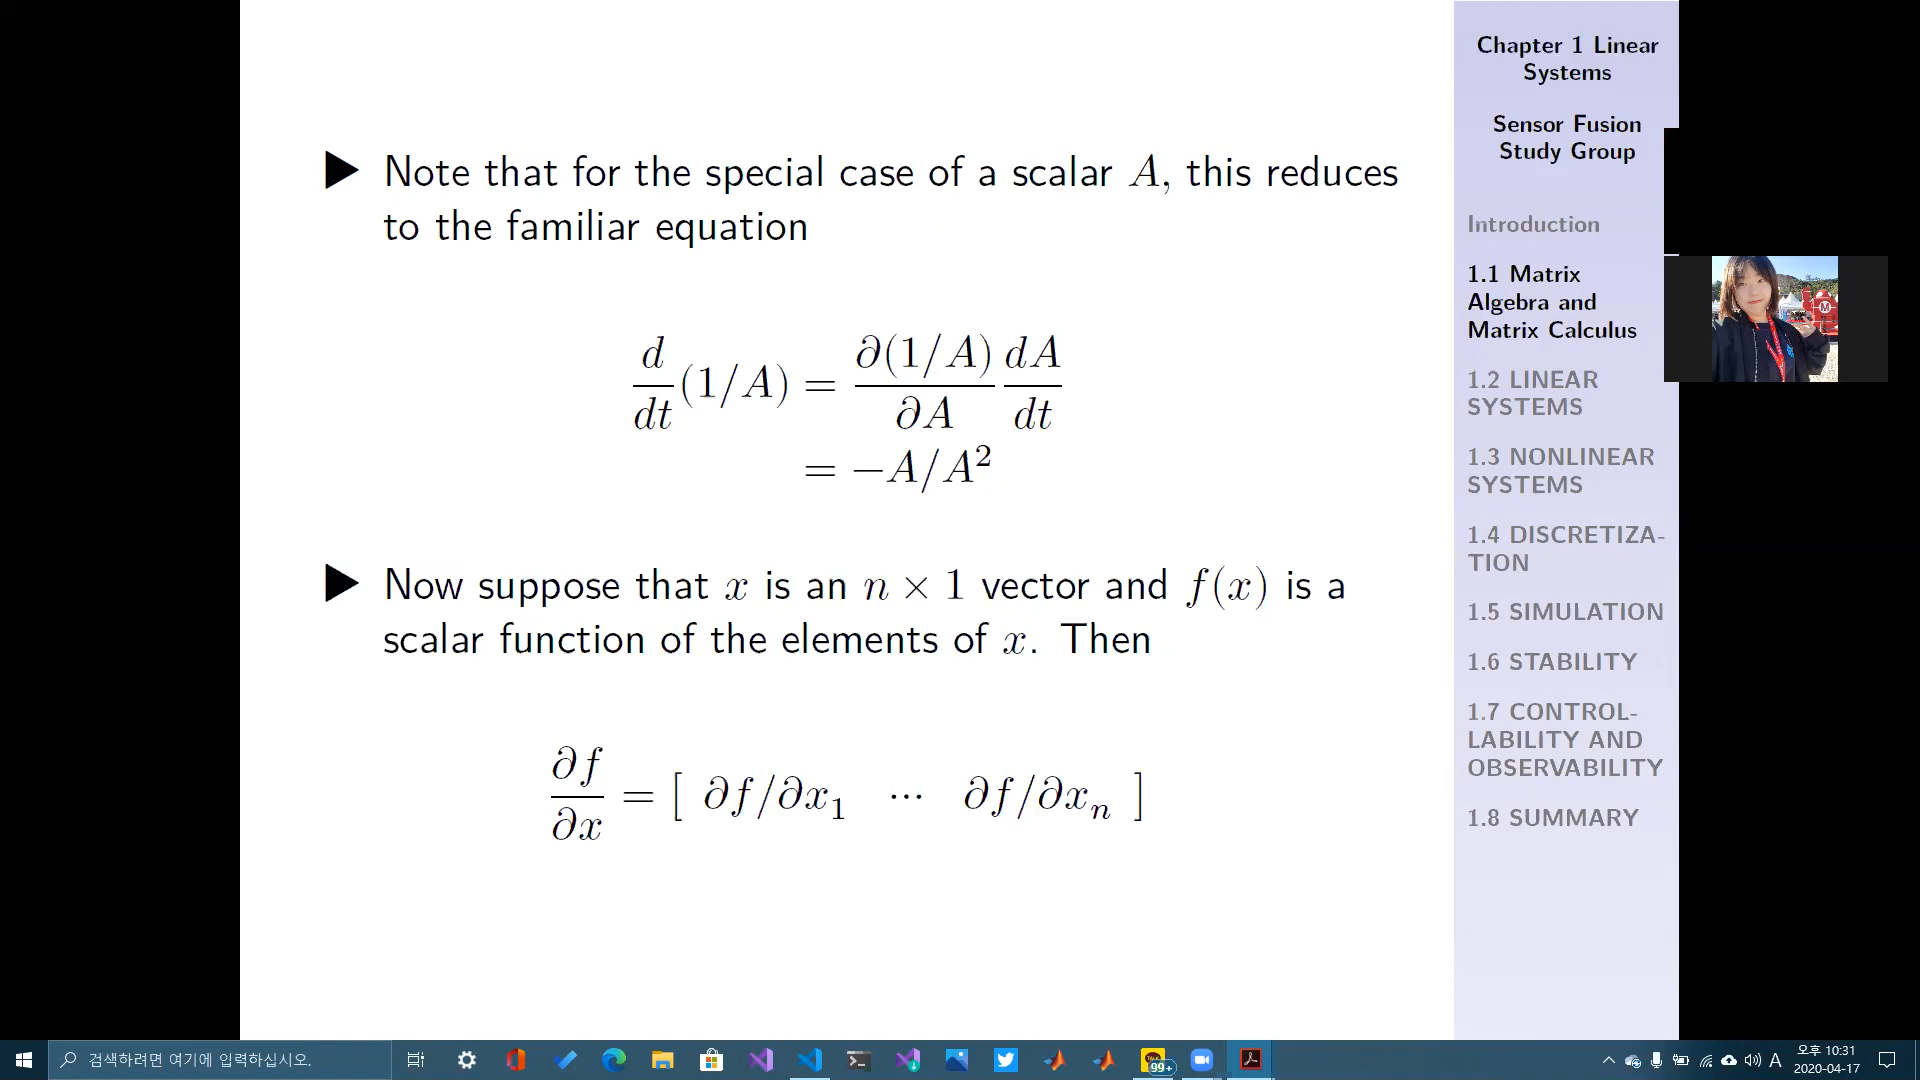 ▶ Note that for the special case of a scalar A, this reduces
to the familiar equation
d/dt (1/A) = ∂(1/A)/∂A dA/dt
= −A/A²
▶ Now suppose that x is an n × 1 vector and f(x) is a
scalar function of the elements of x. Then
∂f/∂x = [ ∂f/∂x₁ ⋯ ∂f/∂xₙ ]
Chapter 1 Linear
Systems
Sensor Fusion
Study Group
Introduction
1.1 Matrix
Algebra and
Matrix Calculus
1.2 LINEAR
SYSTEMS
1.3 NONLINEAR
SYSTEMS
1.4 DISCRETIZA-
TION
1.5 SIMULATION
1.6 STABILITY
1.7 CONTROL-
LABILITY AND
OBSERVABILITY
1.8 SUMMARY
M
검색하려면 여기에 입력하십시오.
99+
A
오후 10:31
2020-04-17